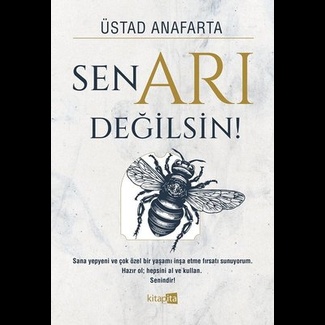 ÜSTAD ANAFARTA
SEN ARI
DEĞİLSİN!
Sana yepyeni ve çok özel bir yaşamı inşa etme fırsatı sunuyorum.
Hazır ol; hepsini al ve kullan.
Senindir!
kitapita